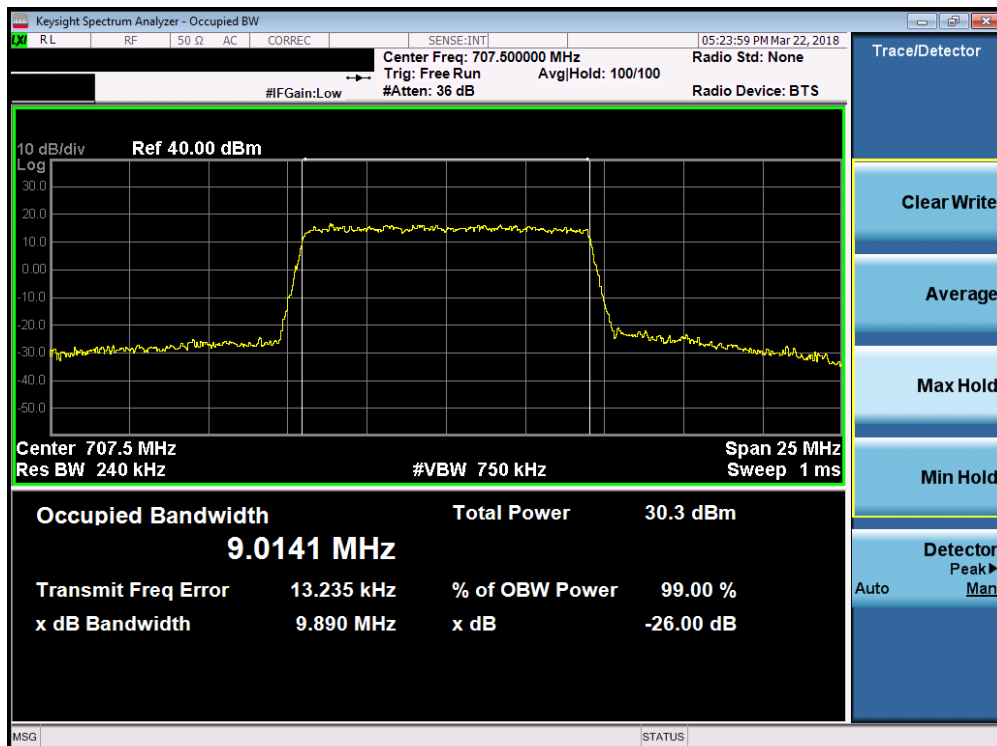 Keysight Spectrum Analyzer - Occupied BW
LXI RL RF 50 Ω AC CORREC SENSE:INT 05:23:59 PM Mar 22, 2018
Center Freq: 707.500000 MHz Radio Std: None
Trig: Free Run Avg|Hold: 100/100
#IFGain:Low #Atten: 36 dB Radio Device: BTS
10 dB/div Ref 40.00 dBm
Log
30.0
20.0
10.0
0.00
-10.0
-20.0
-30.0
-40.0
-50.0
Center 707.5 MHz Span 25 MHz
Res BW 240 kHz #VBW 750 kHz Sweep 1 ms
Occupied Bandwidth Total Power 30.3 dBm
9.0141 MHz
Transmit Freq Error 13.235 kHz % of OBW Power 99.00 %
x dB Bandwidth 9.890 MHz x dB -26.00 dB
Trace/Detector
Clear Write
Average
Max Hold
Min Hold
Detector
Peak▶
Auto Man
MSG STATUS